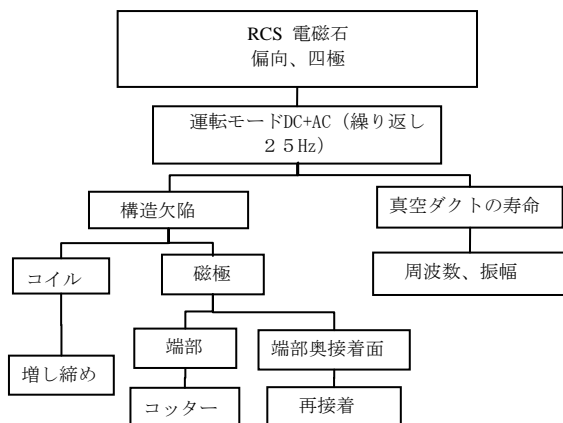 RCS 電磁石
偏向、四極
運転モードDC+AC（繰り返し
２５Hz）
構造欠陥
真空ダクトの寿命
コイル
磁極
周波数、振幅
端部
端部奥接着面
増し締め
コッター
再接着